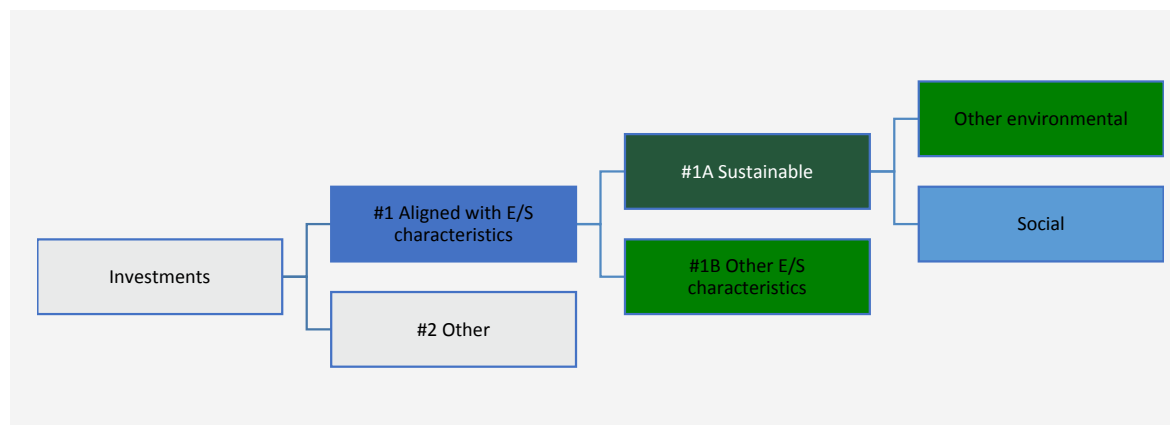 Investments
#1 Aligned with E/S
characteristics
#2 Other
#1A Sustainable
#1B Other E/S
characteristics
Other environmental
Social